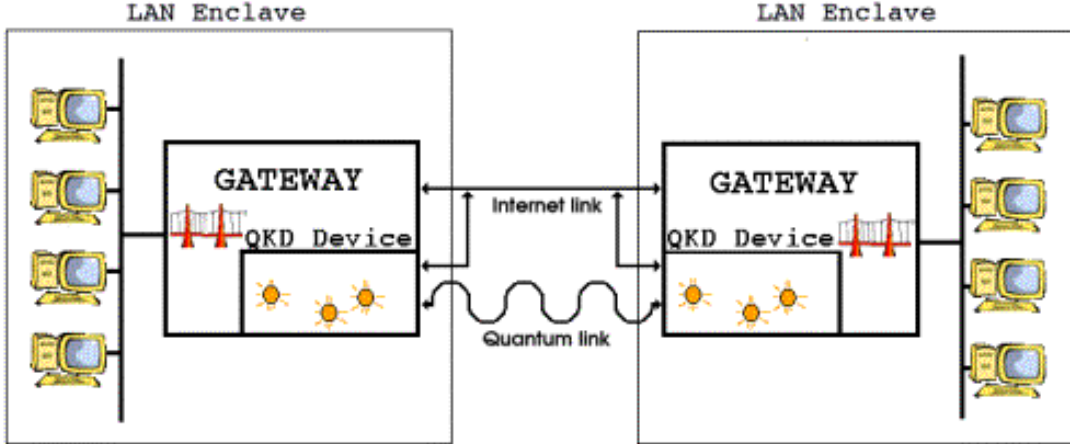 LAN Enclave
LAN Enclave
GATEWAY
GATEWAY
Internet link
QKD Device
QKD Device
Quantum link